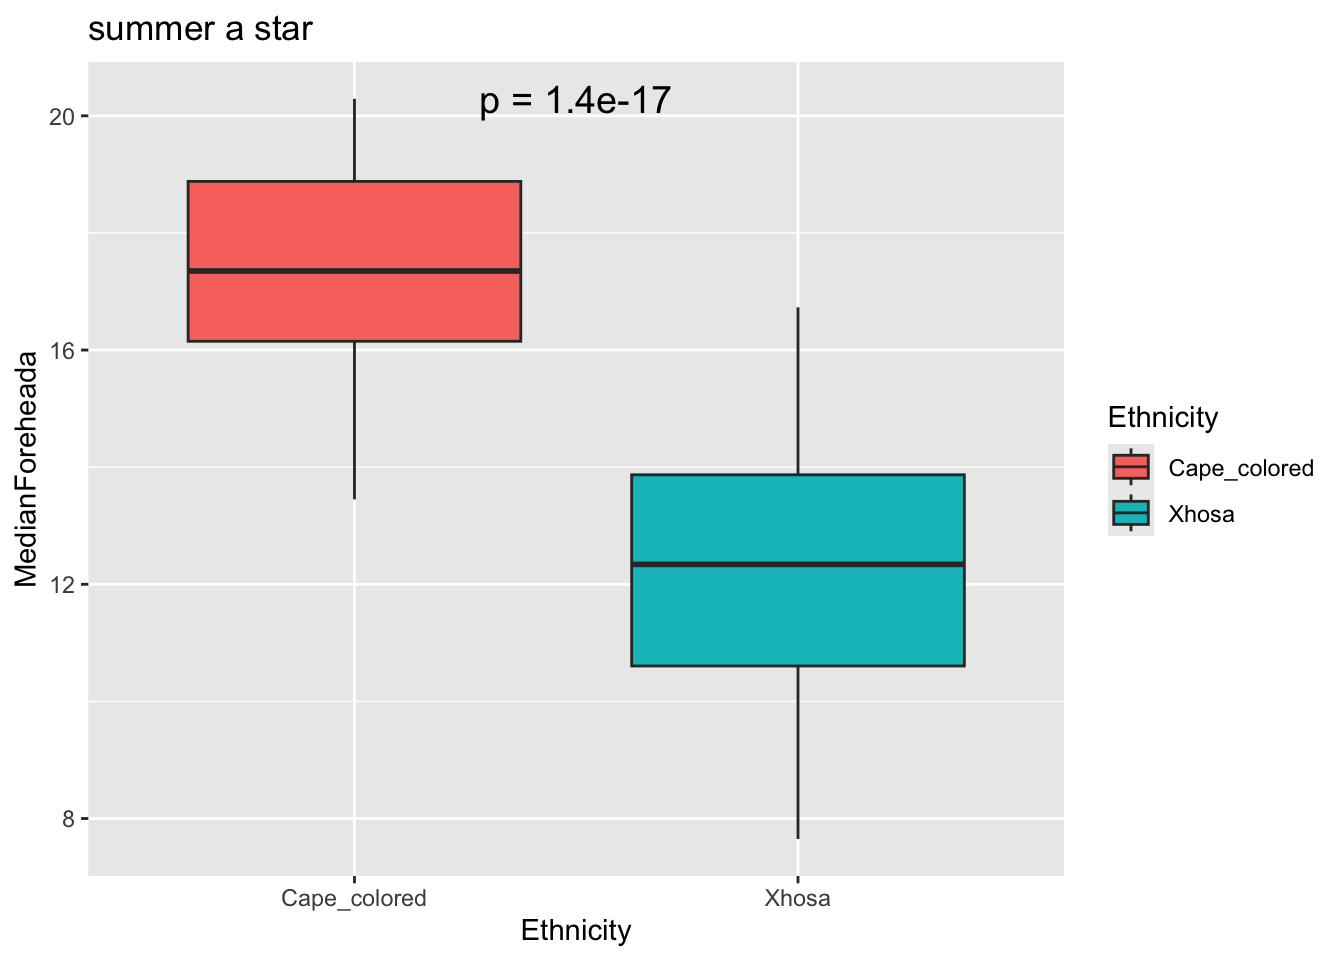 summer a star
p = 1.4e-17
20
16
12
8
MedianForeheada
Cape_colored
Xhosa
Ethnicity
Ethnicity
Cape_colored
Xhosa